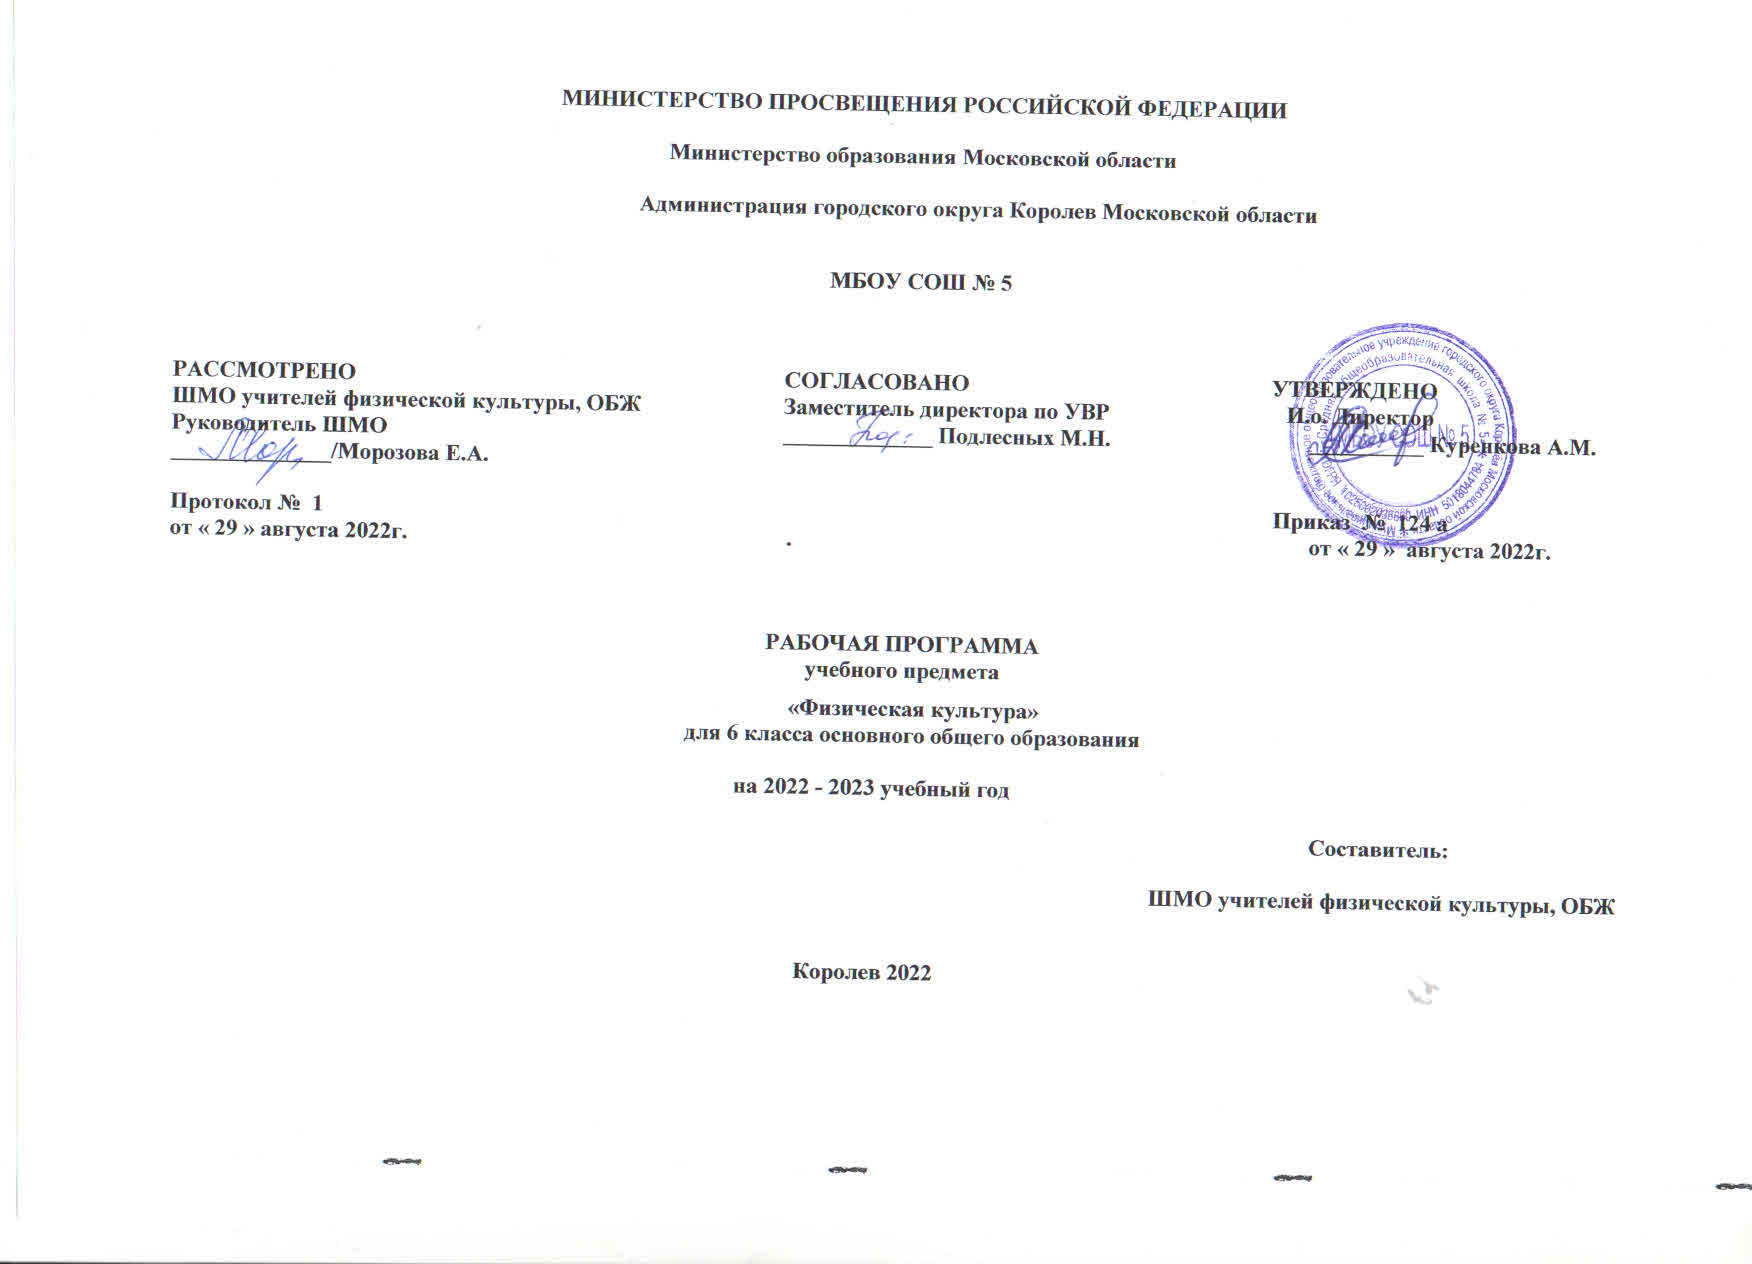 МИНИСТЕРСТВО ПРОСВЕЩЕНИЯ РОССИЙСКОЙ ФЕДЕРАЦИИ
Министерство образования Московской области
Администрация городского округа Королев Московской области
МБОУ СОШ № 5
РАССМОТРЕНО
ШМО учителей физической культуры, ОБЖ
Руководитель ШМО
/Морозова Е.А.
Протокол № 1
от « 29 » августа 2022г.
СОГЛАСОВАНО
Заместитель директора по УВР
Подлесных М.Н.
УТВЕРЖДЕНО
И.о. Директор
Куренкова А.М.
Приказ № 124 а
от « 29 » августа 2022г.
РАБОЧАЯ ПРОГРАММА
учебного предмета
«Физическая культура»
для 6 класса основного общего образования
на 2022 - 2023 учебный год
Составитель:
ШМО учителей физической культуры, ОБЖ
Королев 2022